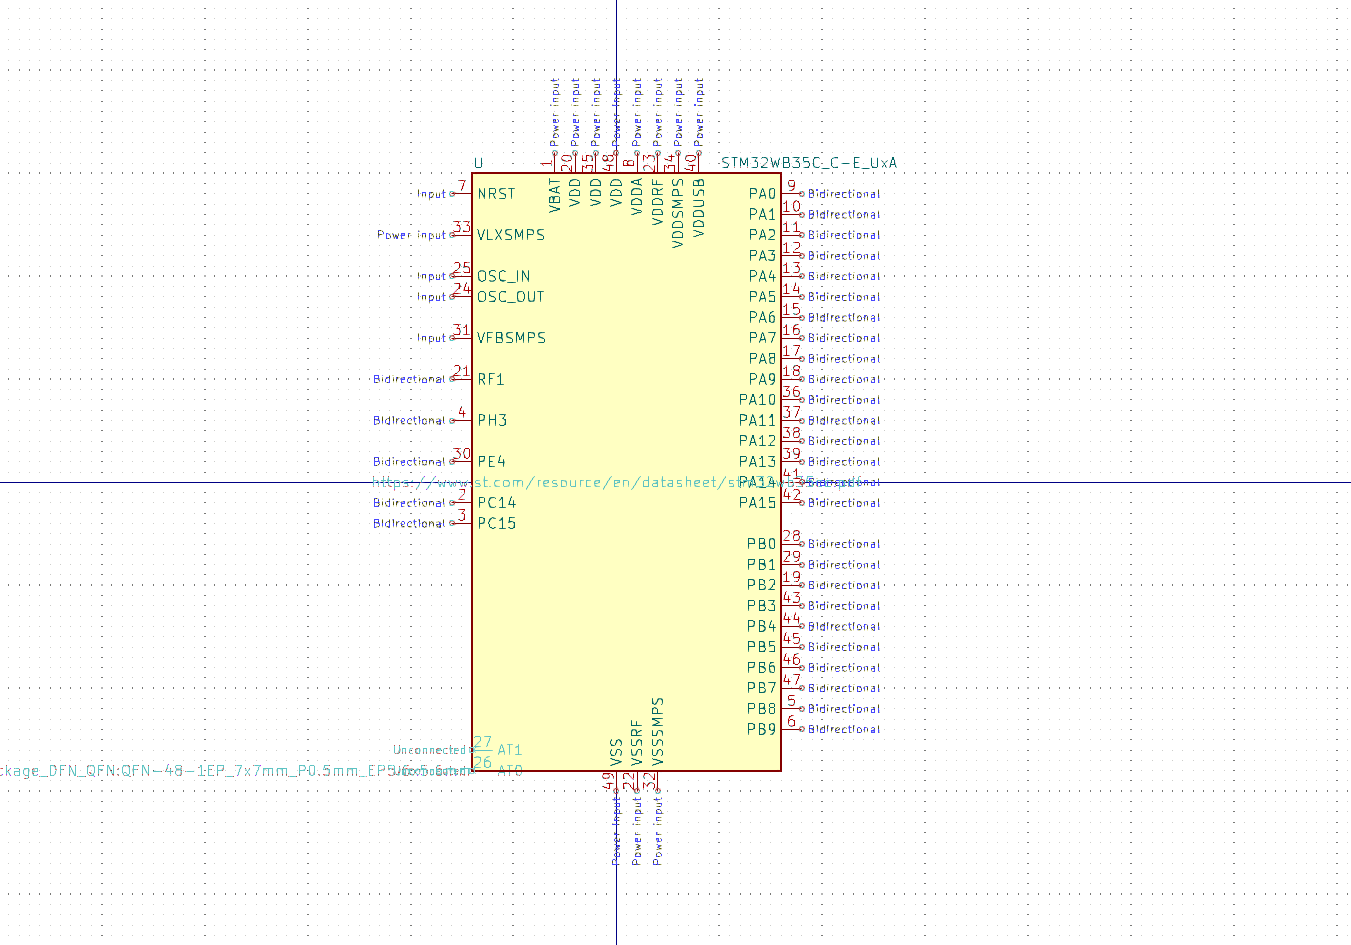 Power input
Power input
Power input
Power input
Power input
Power input
Power input
Power input
1 VBAT
20 VDD
35 VDD
48 VDD
8 VDDA
23 VDDRF
34 VDDSMPS
40 VDDUSB
U
STM32WB35C_C-E_UxA
Input 7 NRST
Power input 33 VLXSMPS
Input 25 OSC_IN
Input 24 OSC_OUT
Input 31 VFBSMPS
Bidirectional 21 RF1
Bidirectional 4 PH3
Bidirectional 30 PE4
https://www.st.com/resource/en/datasheet/stm32wb35cc.pdf
Bidirectional 2 PC14
Bidirectional 3 PC15
PA0 9 Bidirectional
PA1 10 Bidirectional
PA2 11 Bidirectional
PA3 12 Bidirectional
PA4 13 Bidirectional
PA5 14 Bidirectional
PA6 15 Bidirectional
PA7 16 Bidirectional
PA8 17 Bidirectional
PA9 18 Bidirectional
PA10 36 Bidirectional
PA11 37 Bidirectional
PA12 38 Bidirectional
PA13 39 Bidirectional
PA14 41 Bidirectional
PA15 42 Bidirectional
PB0 28 Bidirectional
PB1 29 Bidirectional
PB2 19 Bidirectional
PB3 43 Bidirectional
PB4 44 Bidirectional
PB5 45 Bidirectional
PB6 46 Bidirectional
PB7 47 Bidirectional
PB8 5 Bidirectional
PB9 6 Bidirectional
Unconnected 27 AT1
Unconnected 26 AT0
ckage_DFN_QFN:QFN-48-1EP_7x7mm_P0.5mm_EP5.6x5.6mm
VSS 49 Power input
VSSRF 22 Power input
VSSSMPS 32 Power input